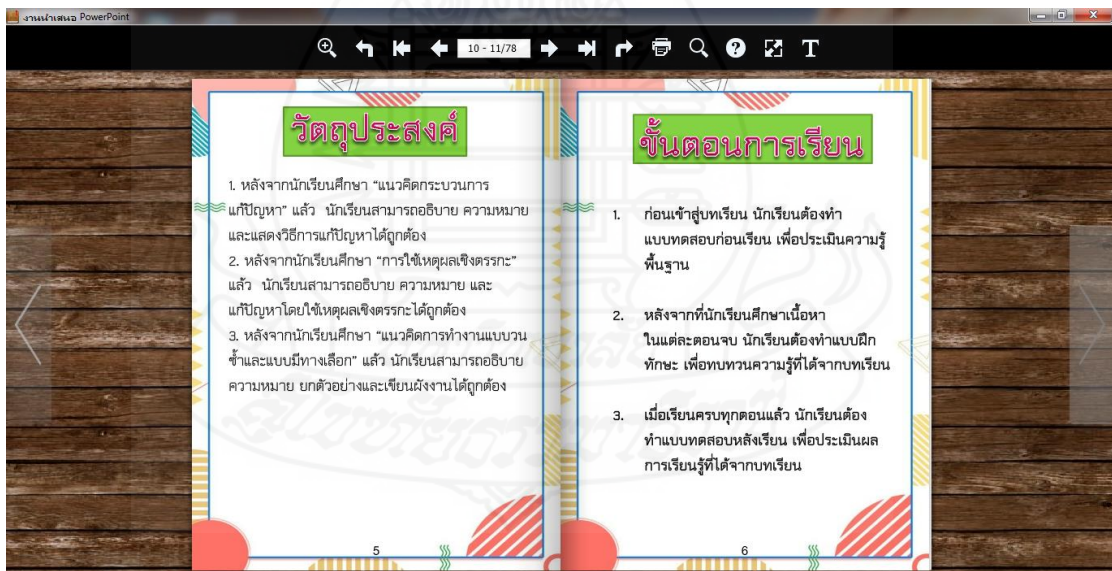 งานนำเสนอ PowerPoint
10 - 11/78
วัตถุประสงค์
1. หลังจากนักเรียนศึกษา “แนวคิดกระบวนการ
แก้ปัญหา” แล้ว นักเรียนสามารถอธิบาย ความหมาย
และแสดงวิธีการแก้ปัญหาได้ถูกต้อง
2. หลังจากนักเรียนศึกษา “การใช้เหตุผลเชิงตรรกะ”
แล้ว นักเรียนสามารถอธิบาย ความหมาย และ
แก้ปัญหาโดยใช้เหตุผลเชิงตรรกะได้ถูกต้อง
3. หลังจากนักเรียนศึกษา “แนวคิดการทำงานแบบวน
ซ้ำและแบบมีทางเลือก” แล้ว นักเรียนสามารถอธิบาย
ความหมาย ยกตัวอย่างและเขียนผังงานได้ถูกต้อง
5
ขั้นตอนการเรียน
1. ก่อนเข้าสู่บทเรียน นักเรียนต้องทำ
แบบทดสอบก่อนเรียน เพื่อประเมินความรู้
พื้นฐาน
2. หลังจากที่นักเรียนศึกษาเนื้อหา
ในแต่ละตอนจบ นักเรียนต้องทำแบบฝึก
ทักษะ เพื่อทบทวนความรู้ที่ได้จากบทเรียน
3. เมื่อเรียนครบทุกตอนแล้ว นักเรียนต้อง
ทำแบบทดสอบหลังเรียน เพื่อประเมินผล
การเรียนรู้ที่ได้จากบทเรียน
6